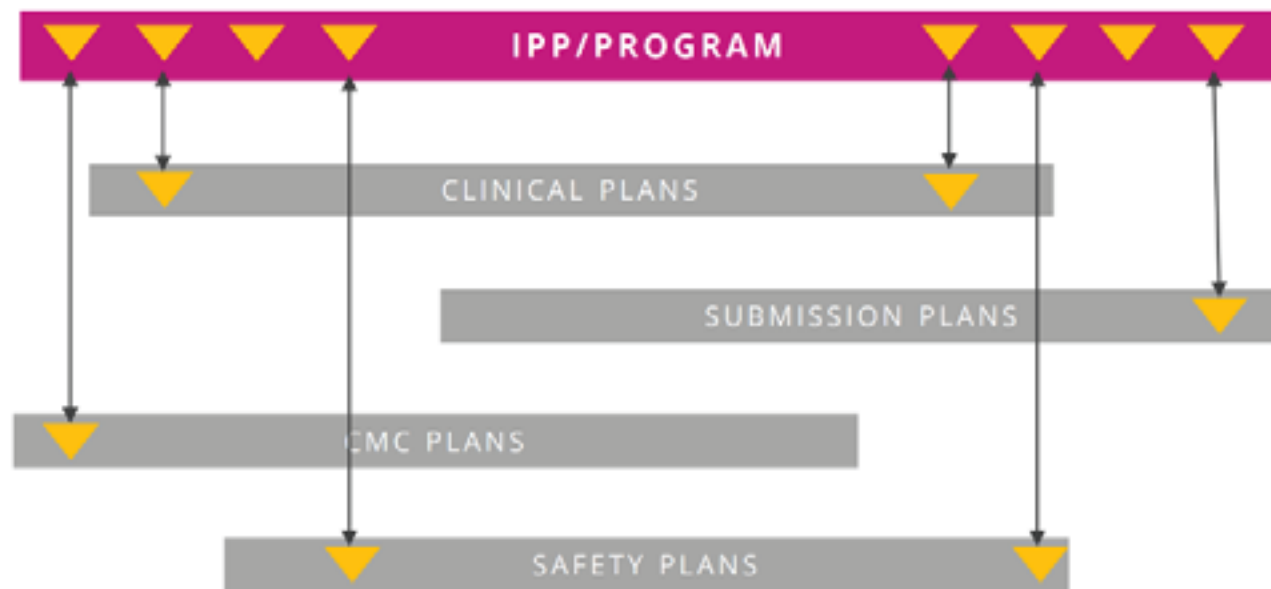 IPP/PROGRAM
CLINICAL PLANS
SUBMISSION PLANS
CMC PLANS
SAFETY PLANS